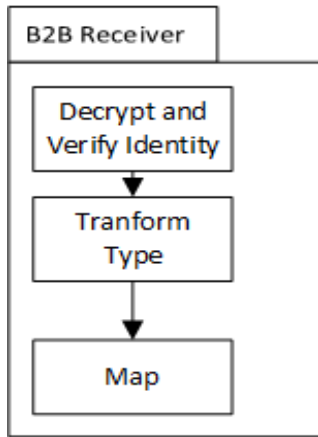 B2B Receiver
Decrypt and
Verify Identity
Tranform
Type
Map